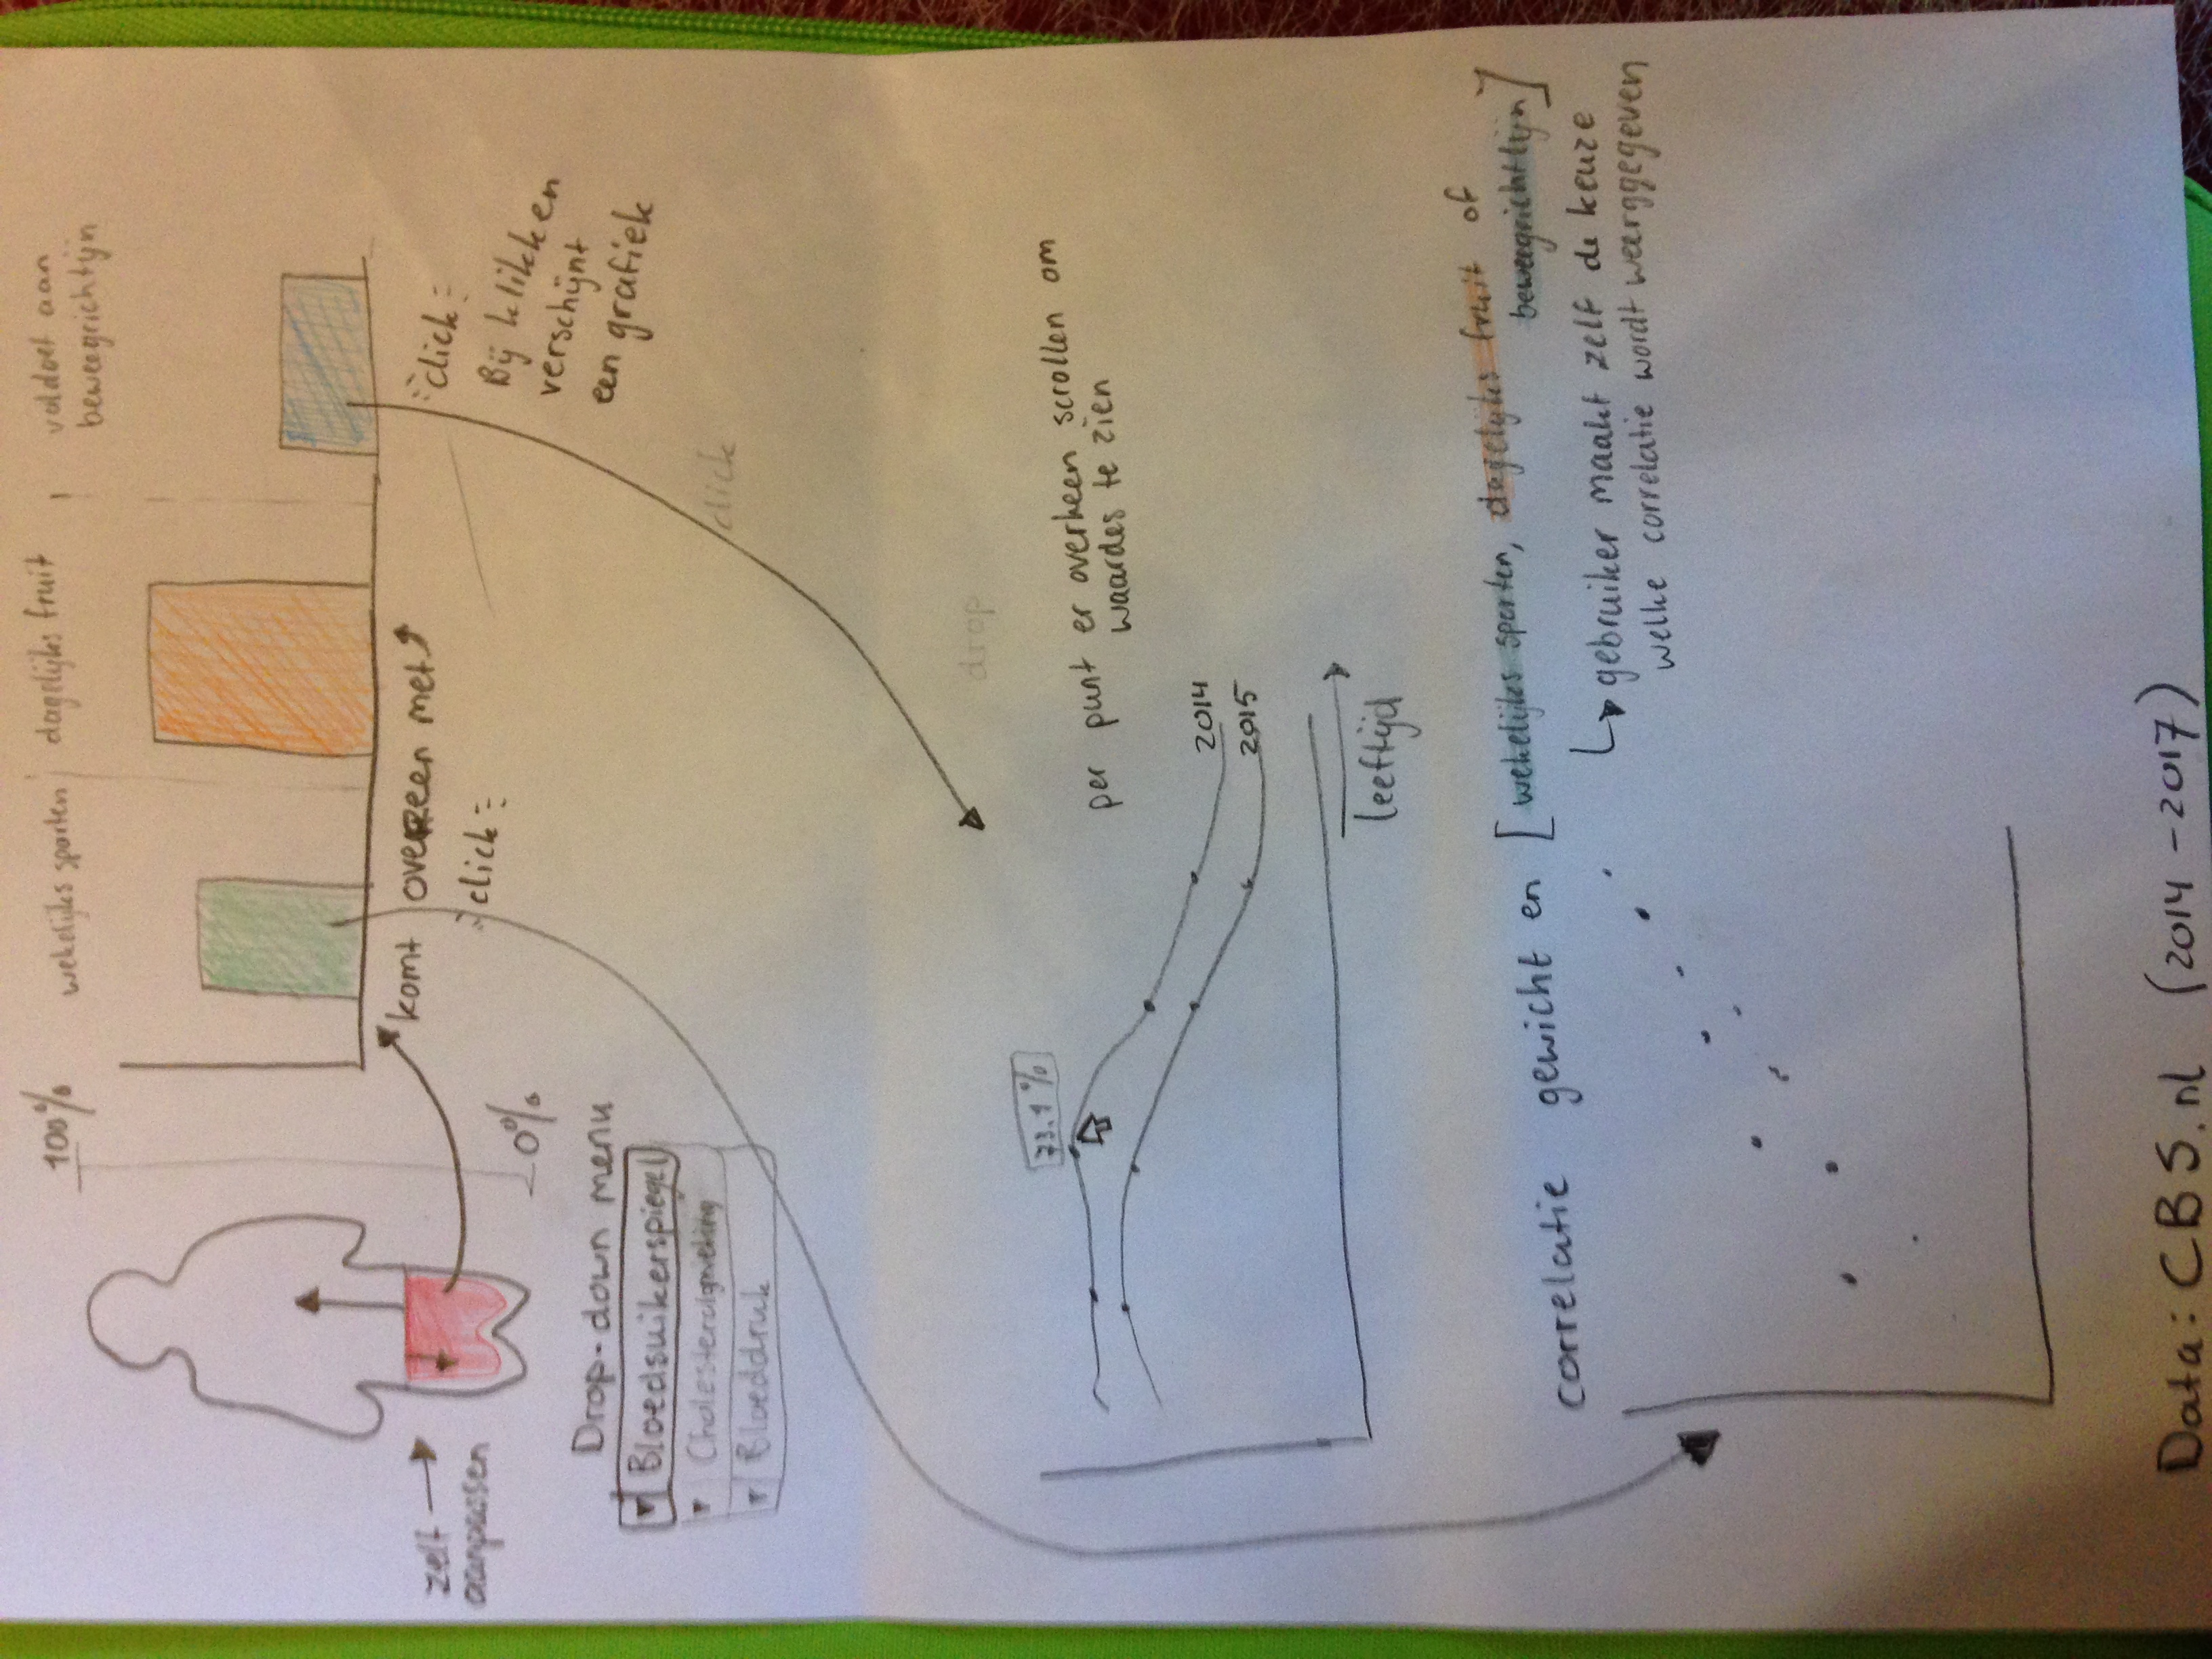 100%
wekelijks sporten
dagelijks fruit
voldoet aan
beweegrichtijn
zelf
aanpassen
0%
komt overeen met
click
click
Bij klikken
verschijnt
een grafiek
Drop-down menu
Bloedsuikerspiegel
Cholesterolgmeting
Bloeddruk
click
drop
73.1%
per punt er overheen scrollen om
waardes te zien
2014
2015
leeftijd
correlatie gewicht en [wekelijks sporten, dagelijks fruit of
beweegrichtlijn]
gebruiker maakt zelf de keuze
welke correlatie wordt weerggegeven
Data: CBS.nl (2014-2017)